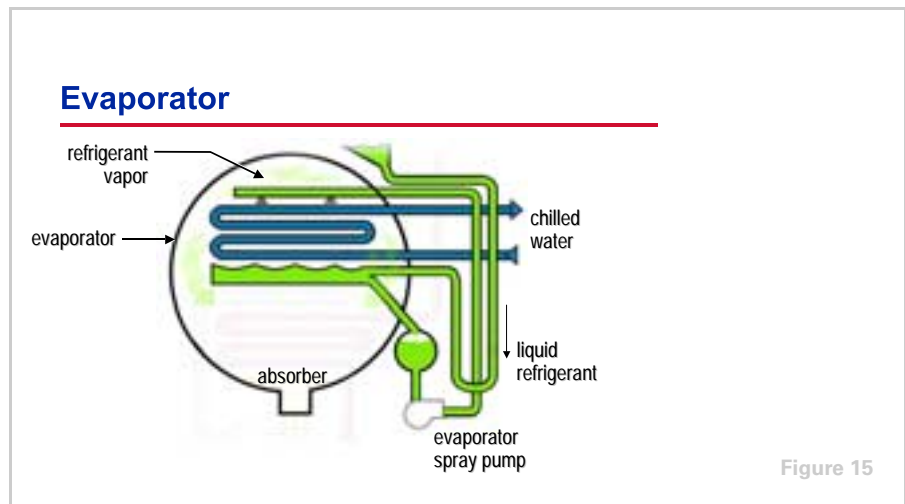 Evaporator
refrigerant
vapor
evaporator
chilled
water
liquid
refrigerant
absorber
evaporator
spray pump
Figure 15